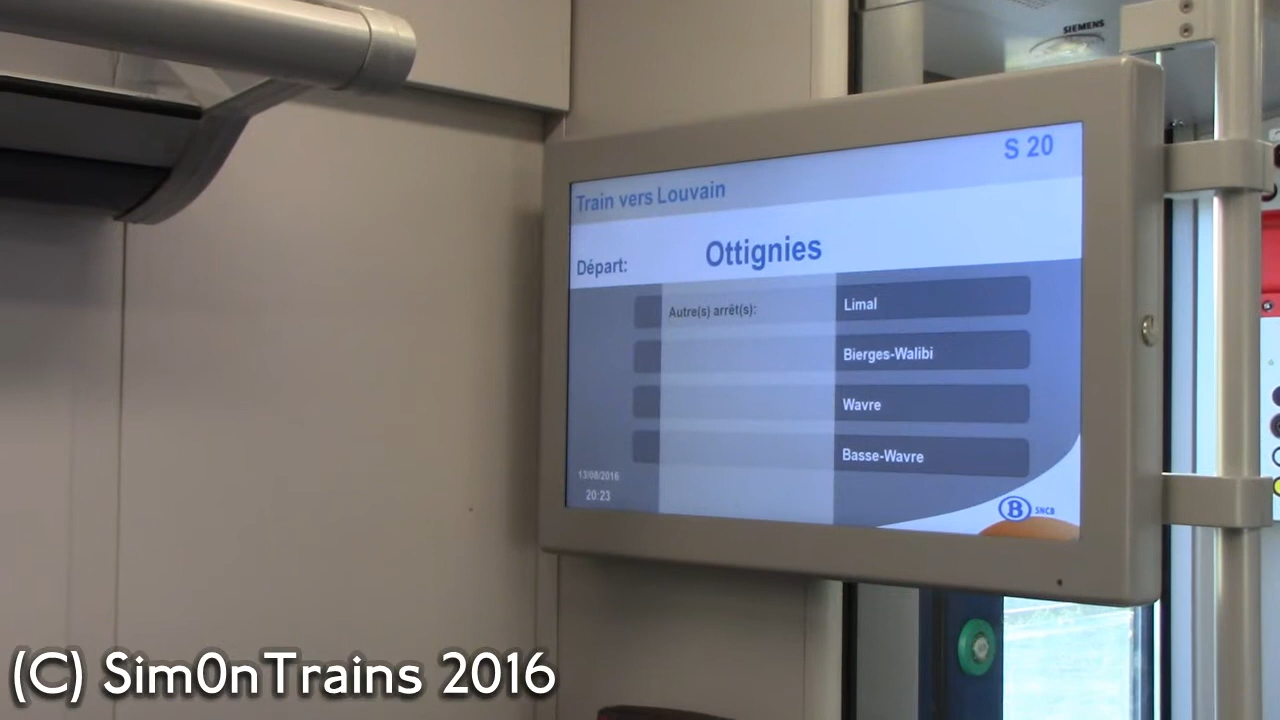 SIEMENS
S 20
Train vers Louvain
Départ: Ottignies
Autre(s) arrêt(s): Limal
Bierges-Walibi
Wavre
Basse-Wavre
13/08/2016
20:23
B SNCB
(C) Sim0nTrains 2016